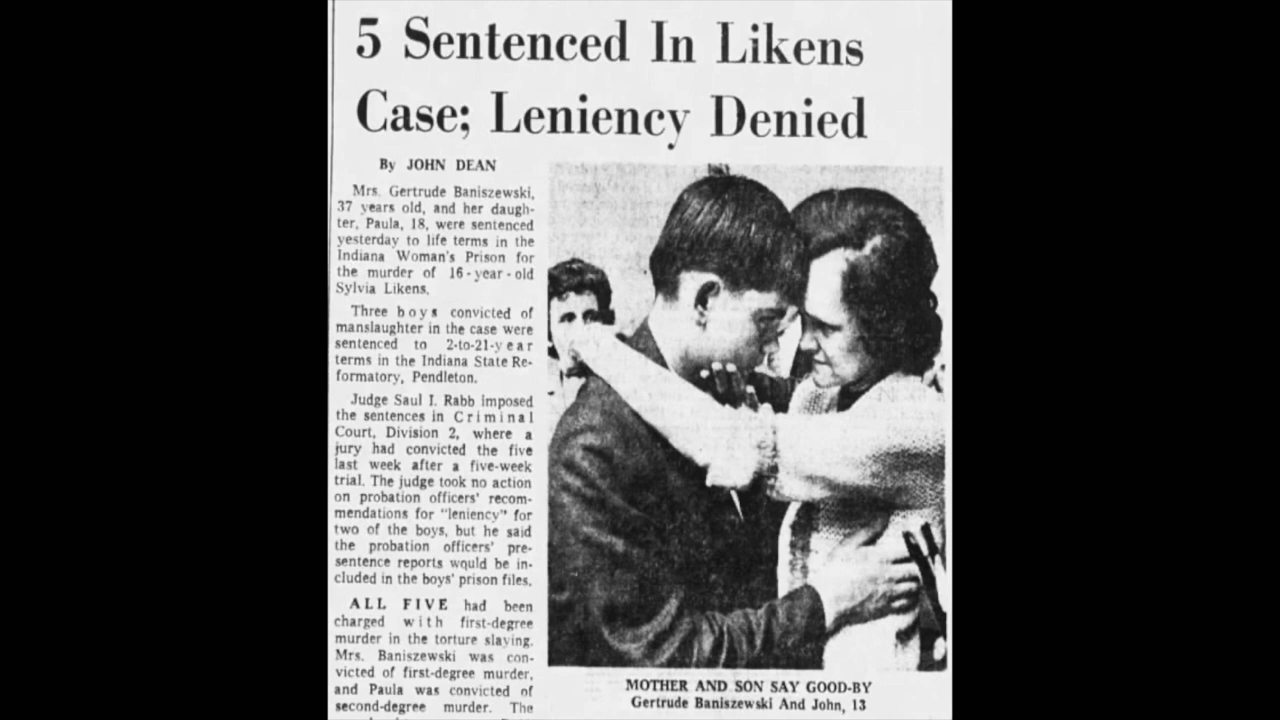 5 Sentenced In Likens
Case; Leniency Denied
By JOHN DEAN
Mrs. Gertrude Baniszewski,
37 years old, and her daugh-
ter, Paula, 18, were sentenced
yesterday to life terms in the
Indiana Woman's Prison for
the murder of 16-year-old
Sylvia Likens.
Three boys convicted of
manslaughter in the case were
sentenced to 2-to-21-year
terms in the Indiana State Re-
formatory, Pendleton.
Judge Saul I. Rabb imposed
the sentences in Criminal
Court, Division 2, where a
jury had convicted the five
last week after a five-week
trial. The judge took no action
on probation officers' recom-
mendations for "leniency" for
two of the boys, but he said
the probation officers' pre-
sentence reports would be in-
cluded in the boys' prison files.
ALL FIVE had been
charged with first-degree
murder in the torture slaying.
Mrs. Baniszewski was con-
victed of first-degree murder,
and Paula was convicted of
second-degree murder. The
MOTHER AND SON SAY GOOD-BY
Gertrude Baniszewski And John, 13